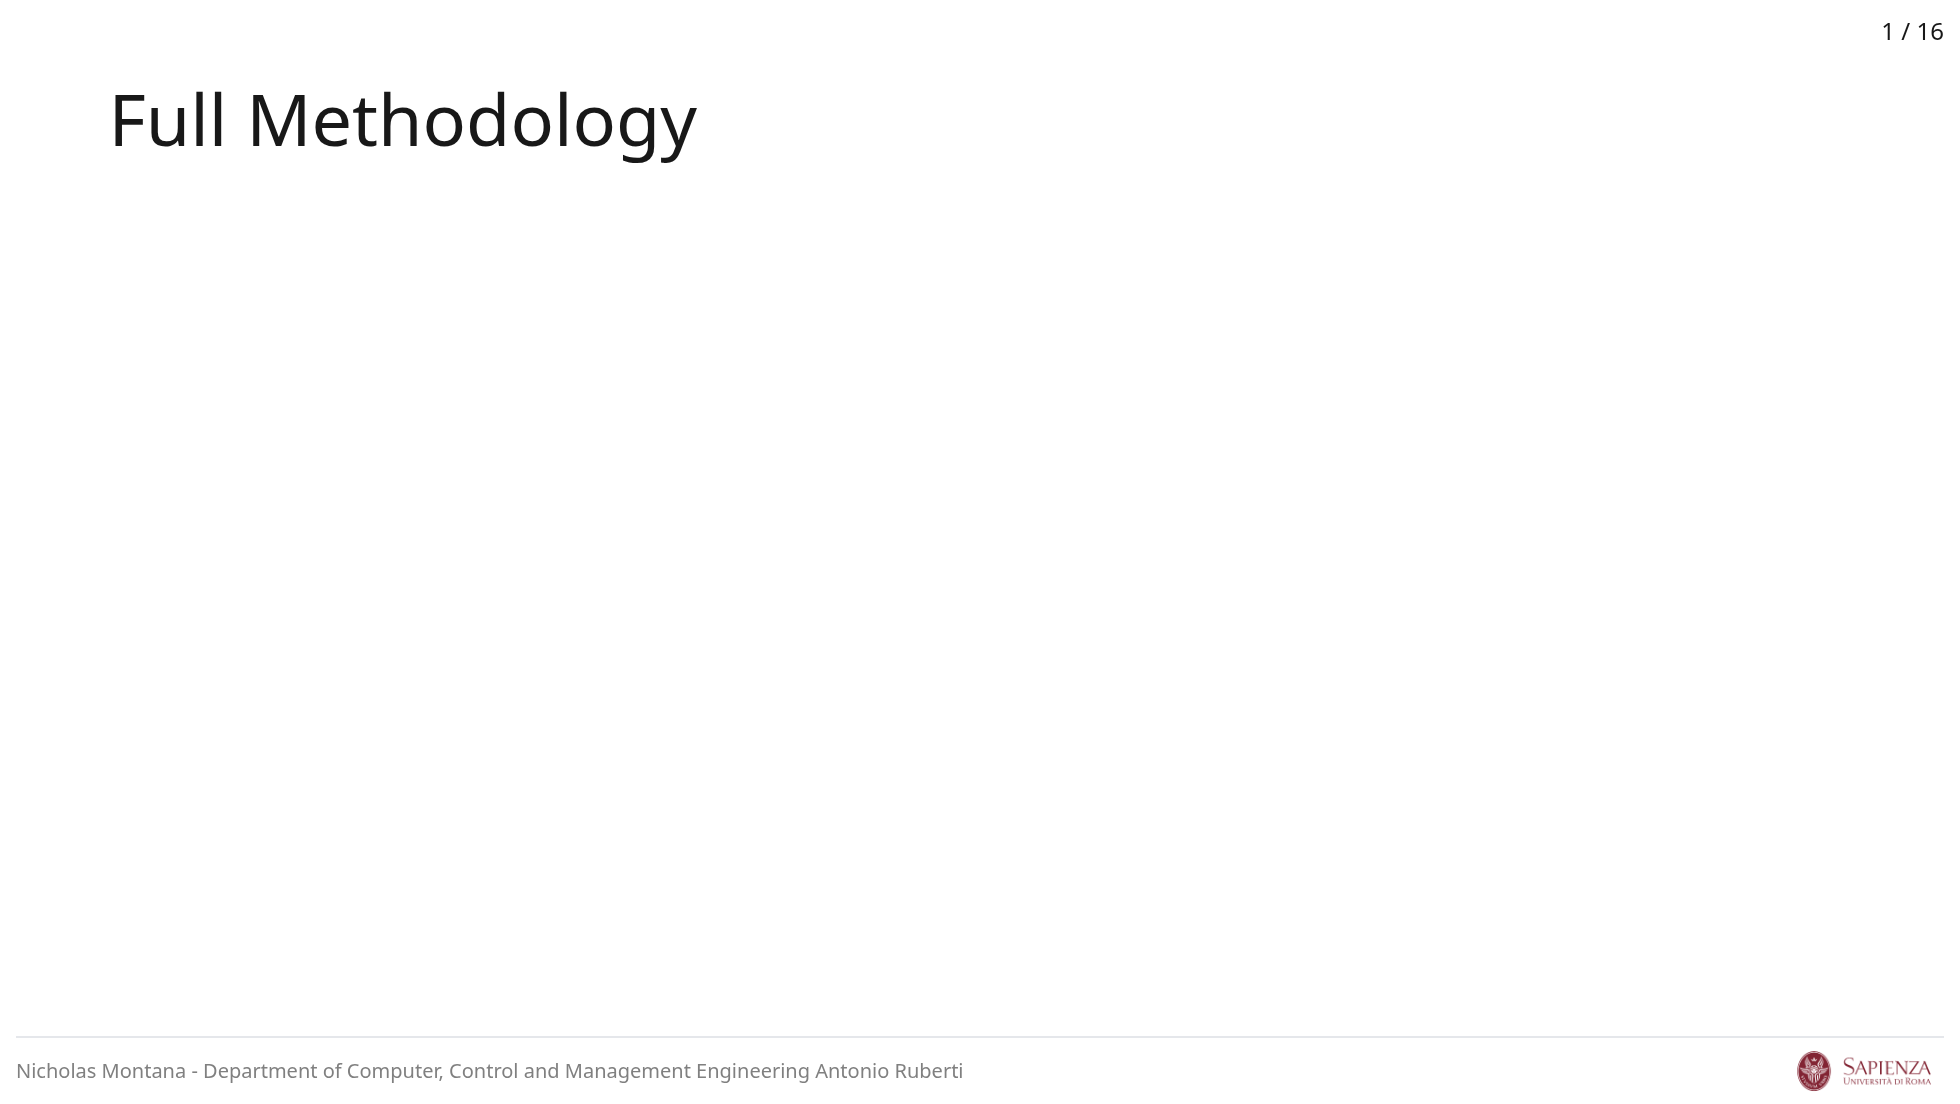 1 / 16
Full Methodology
Nicholas Montana - Department of Computer, Control and Management Engineering Antonio Ruberti
SAPIENZA
UNIVERSITÀ DI ROMA